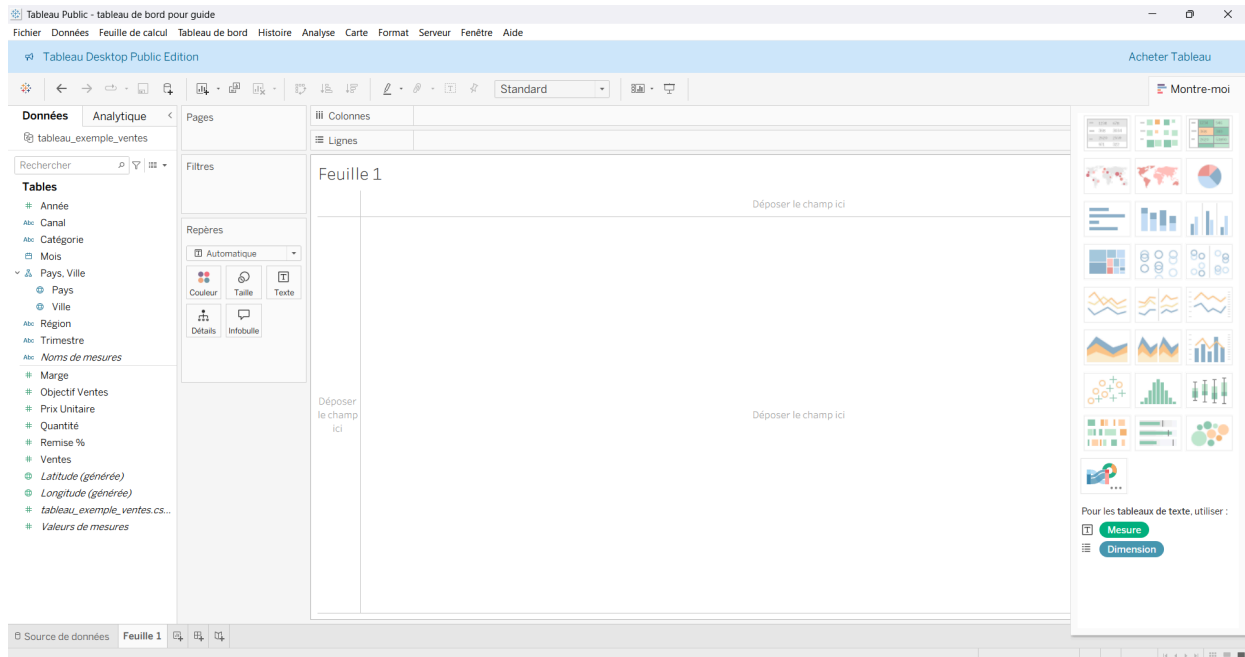 Tableau Public - tableau de bord pour guide
Fichier Données Feuille de calcul Tableau de bord Histoire Analyse Carte Format Serveur Fenêtre Aide
Tableau Desktop Public Edition
Acheter Tableau
Standard
Montre-moi
Données Analytique
tableau_exemple_ventes
Rechercher
Tables
# Année
Abc Canal
Abc Catégorie
Mois
Pays, Ville
Pays
Ville
Abc Région
Abc Trimestre
Abc Noms de mesures
# Marge
# Objectif Ventes
# Prix Unitaire
# Quantité
# Remise %
# Ventes
Latitude (générée)
Longitude (générée)
# tableau_exemple_ventes.cs...
# Valeurs de mesures
Pages
Filtres
Repères
T Automatique
Couleur
Taille
T
Texte
Détails
Infobulle
Colonnes
Lignes
Feuille 1
Déposer le champ ici
Déposer
le champ
ici
Déposer le champ ici
Pour les tableaux de texte, utiliser :
T Mesure
Dimension
Source de données
Feuille 1